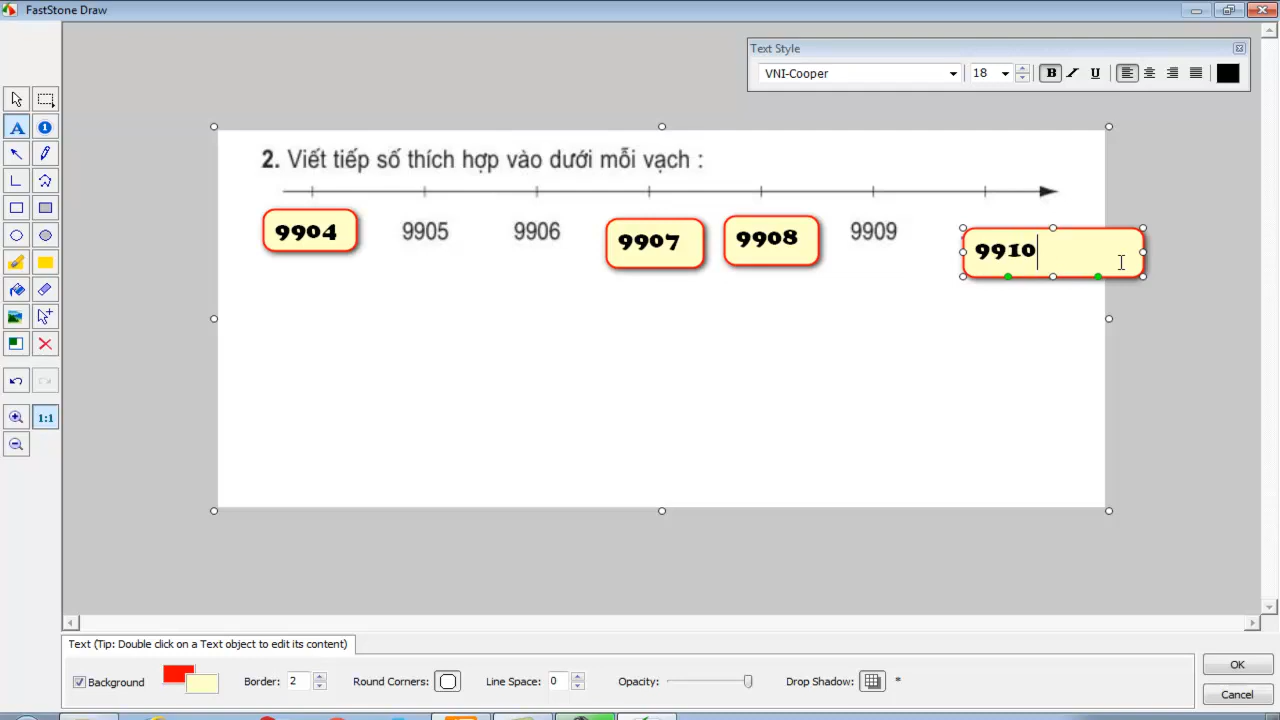 FastStone Draw
Text Style
VNI-Cooper 18 B I U
A 1
1:1
2. Viết tiếp số thích hợp vào dưới mỗi vạch :
9904 9905 9906 9907 9908 9909 9910
Text (Tip: Double click on a Text object to edit its content)
Background Border: 2 Round Corners: Line Space: 0 Opacity: Drop Shadow: *
OK
Cancel